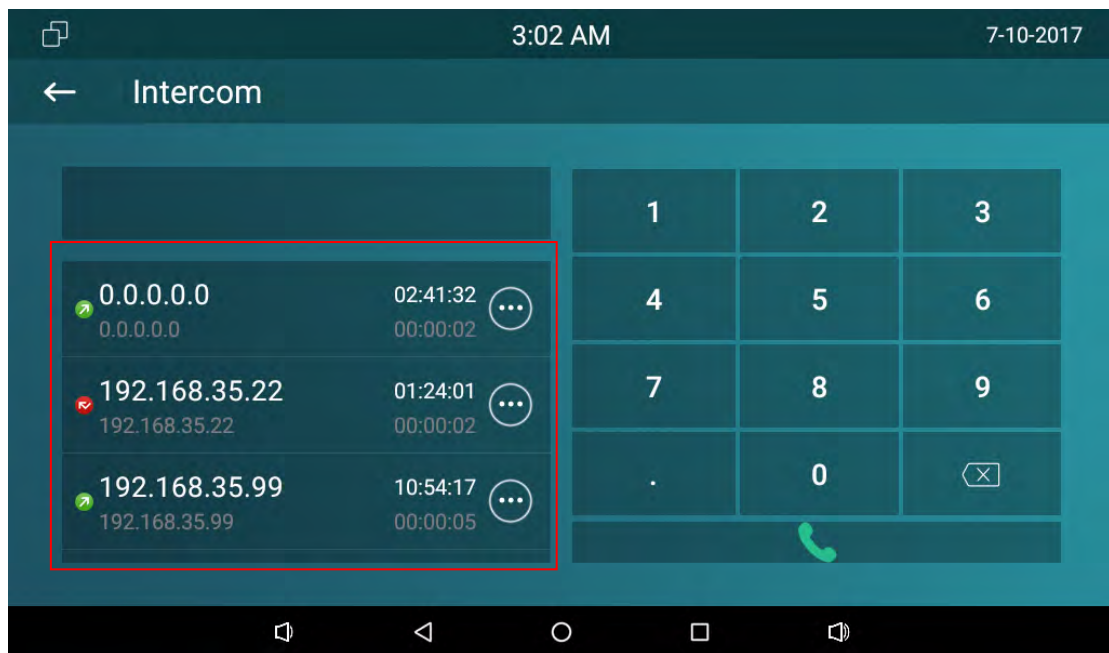 3:02 AM
7-10-2017
Intercom
0.0.0.0.0 02:41:32
0.0.0.0.0 00:00:02
192.168.35.22 01:24:01
192.168.35.22 00:00:02
192.168.35.99 10:54:17
192.168.35.99 00:00:05
1 2 3
4 5 6
7 8 9
. 0